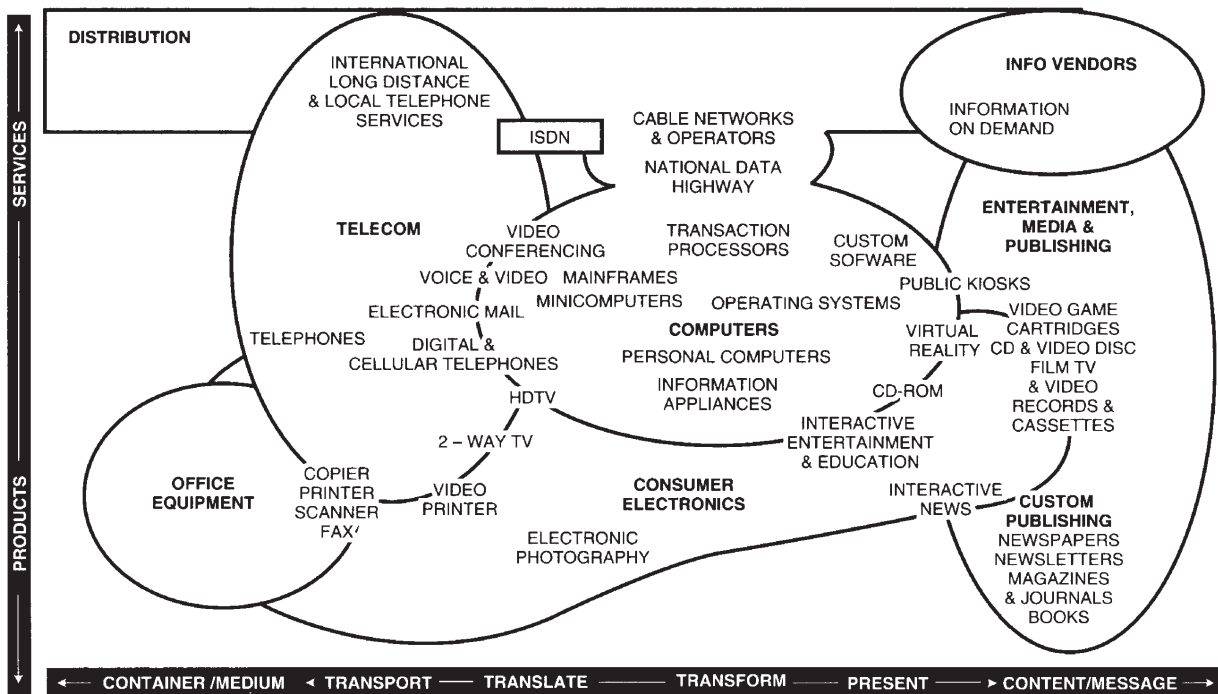 DISTRIBUTION
INTERNATIONAL
LONG DISTANCE
& LOCAL TELEPHONE
SERVICES
ISDN
CABLE NETWORKS
& OPERATORS
NATIONAL DATA
HIGHWAY
INFO VENDORS
INFORMATION
ON DEMAND
TELECOM
VIDEO
CONFERENCING
VOICE & VIDEO
ELECTRONIC MAIL
TELEPHONES
DIGITAL &
CELLULAR TELEPHONES
HDTV
2 – WAY TV
VIDEO
PRINTER
TRANSACTION
PROCESSORS
CUSTOM
SOFWARE
MAINFRAMES
MINICOMPUTERS
OPERATING SYSTEMS
COMPUTERS
PERSONAL COMPUTERS
INFORMATION
APPLIANCES
PUBLIC KIOSKS
VIRTUAL
REALITY
CD-ROM
INTERACTIVE
ENTERTAINMENT
& EDUCATION
ENTERTAINMENT,
MEDIA &
PUBLISHING
VIDEO GAME
CARTRIDGES
CD & VIDEO DISC
FILM TV
& VIDEO
RECORDS &
CASSETTES
OFFICE
EQUIPMENT
COPIER
PRINTER
SCANNER
FAX
CONSUMER
ELECTRONICS
ELECTRONIC
PHOTOGRAPHY
INTERACTIVE
NEWS
CUSTOM
PUBLISHING
NEWSPAPERS
NEWSLETTERS
MAGAZINES
& JOURNALS
BOOKS
SERVICES
PRODUCTS
CONTAINER /MEDIUM
TRANSPORT
TRANSLATE
TRANSFORM
PRESENT
CONTENT/MESSAGE